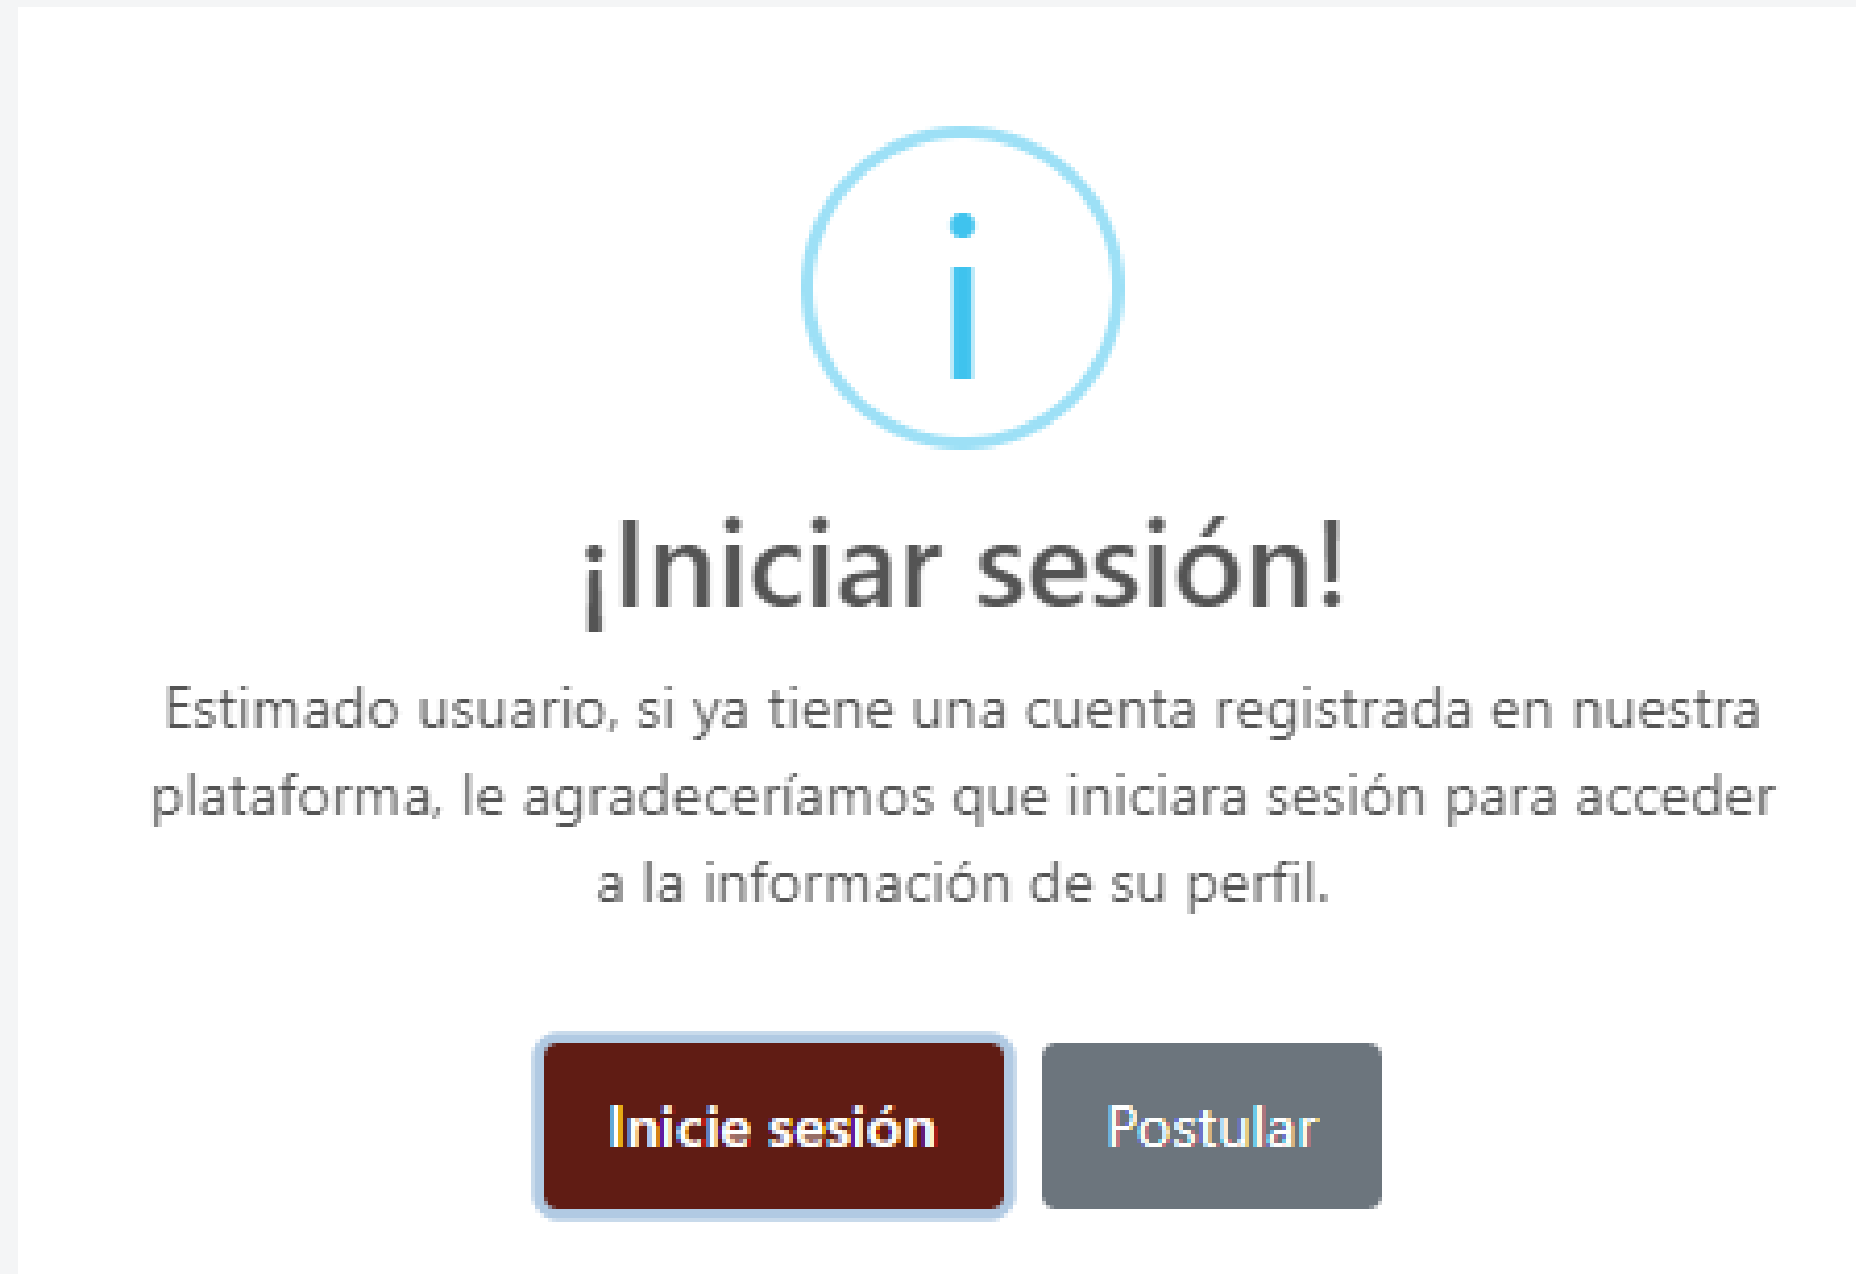 ¡Iniciar sesión!
Estimado usuario, si ya tiene una cuenta registrada en nuestra
plataforma, le agradeceríamos que iniciara sesión para acceder
a la información de su perfil.
Inicie sesión
Postular